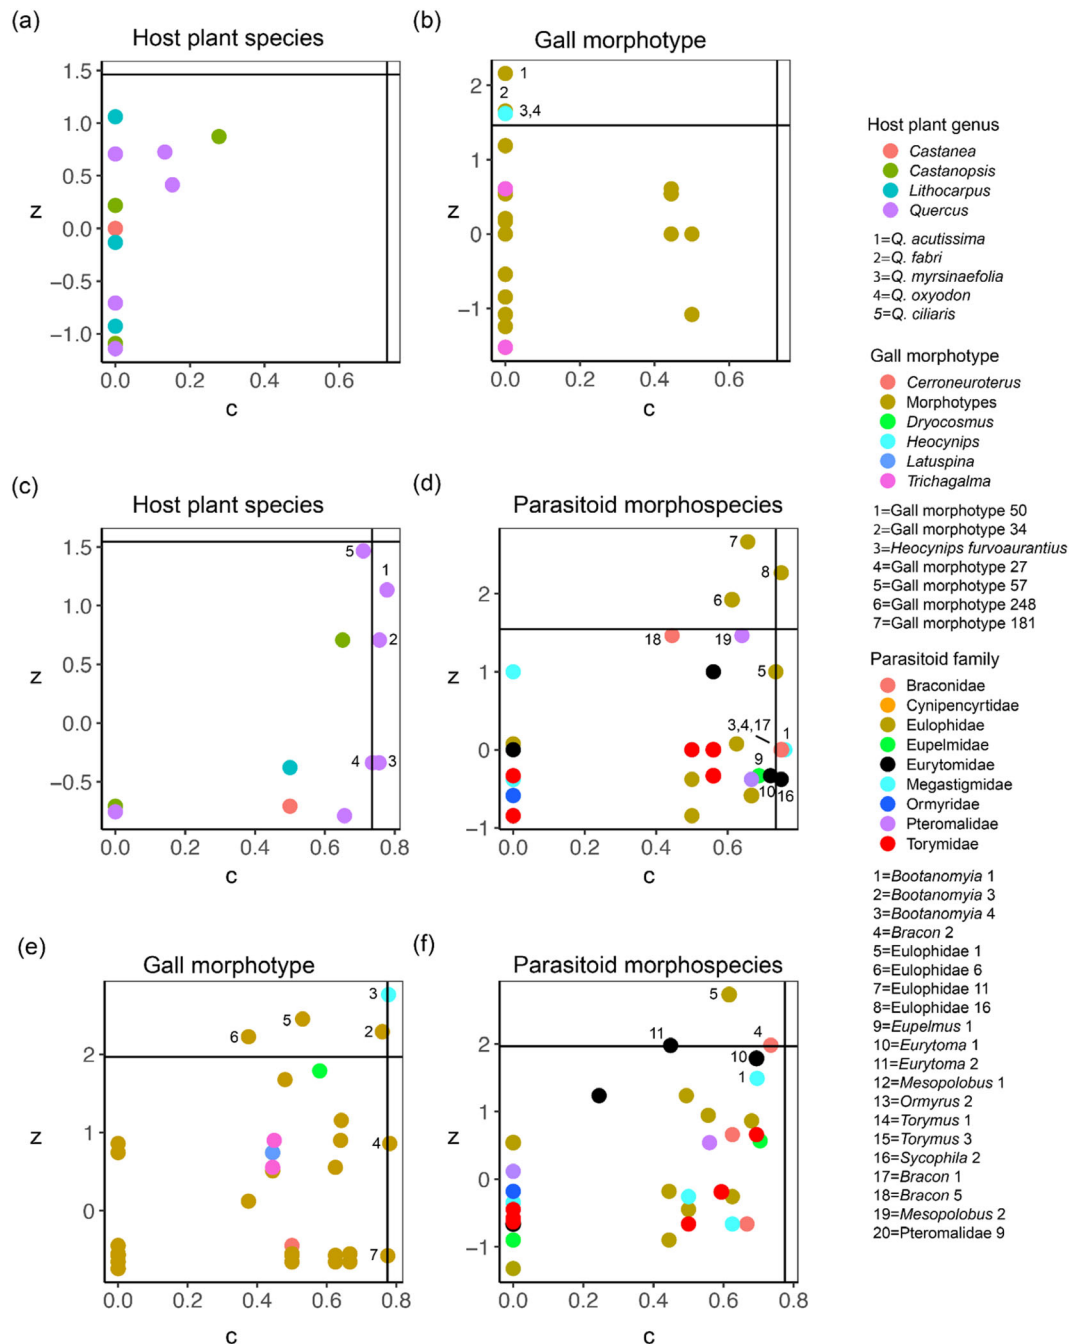 (a)
Host plant species
1.5
1.0
0.5
0.0
−0.5
−1.0
z
0.0 0.2 0.4 0.6
c
(b)
Gall morphotype
2
1
0
−1
z
1
2
3,4
0.0 0.2 0.4 0.6
c
(c)
Host plant species
1.5
1.0
0.5
0.0
−0.5
z
5
1
2
4 3
0.0 0.2 0.4 0.6 0.8
c
(d)
Parasitoid morphospecies
2
1
0
−1
z
7
8
6
18 19
5
3,4,17 1
9
10 16
0.0 0.2 0.4 0.6 0.8
c
(e)
Gall morphotype
2
1
0
z
3
5
6 2
4
7
0.0 0.2 0.4 0.6 0.8
c
(f)
Parasitoid morphospecies
2
1
0
−1
z
5
11 4
10
1
0.0 0.2 0.4 0.6 0.8
c
Host plant genus
Castanea
Castanopsis
Lithocarpus
Quercus
1=Q. acutissima
2=Q. fabri
3=Q. myrsinaefolia
4=Q. oxyodon
5=Q. ciliaris
Gall morphotype
Cerroneuroterus
Morphotypes
Dryocosmus
Heocynips
Latuspina
Trichagalma
1=Gall morphotype 50
2=Gall morphotype 34
3=Heocynips furvoaurantius
4=Gall morphotype 27
5=Gall morphotype 57
6=Gall morphotype 248
7=Gall morphotype 181
Parasitoid family
Braconidae
Cynipencyrtidae
Eulophidae
Eupelmidae
Eurytomidae
Megastigmidae
Ormyridae
Pteromalidae
Torymidae
1=Bootanomyia 1
2=Bootanomyia 3
3=Bootanomyia 4
4=Bracon 2
5=Eulophidae 1
6=Eulophidae 6
7=Eulophidae 11
8=Eulophidae 16
9=Eupelmus 1
10=Eurytoma 1
11=Eurytoma 2
12=Mesopolobus 1
13=Ormyrus 2
14=Torymus 1
15=Torymus 3
16=Sycophila 2
17=Bracon 1
18=Bracon 5
19=Mesopolobus 2
20=Pteromalidae 9